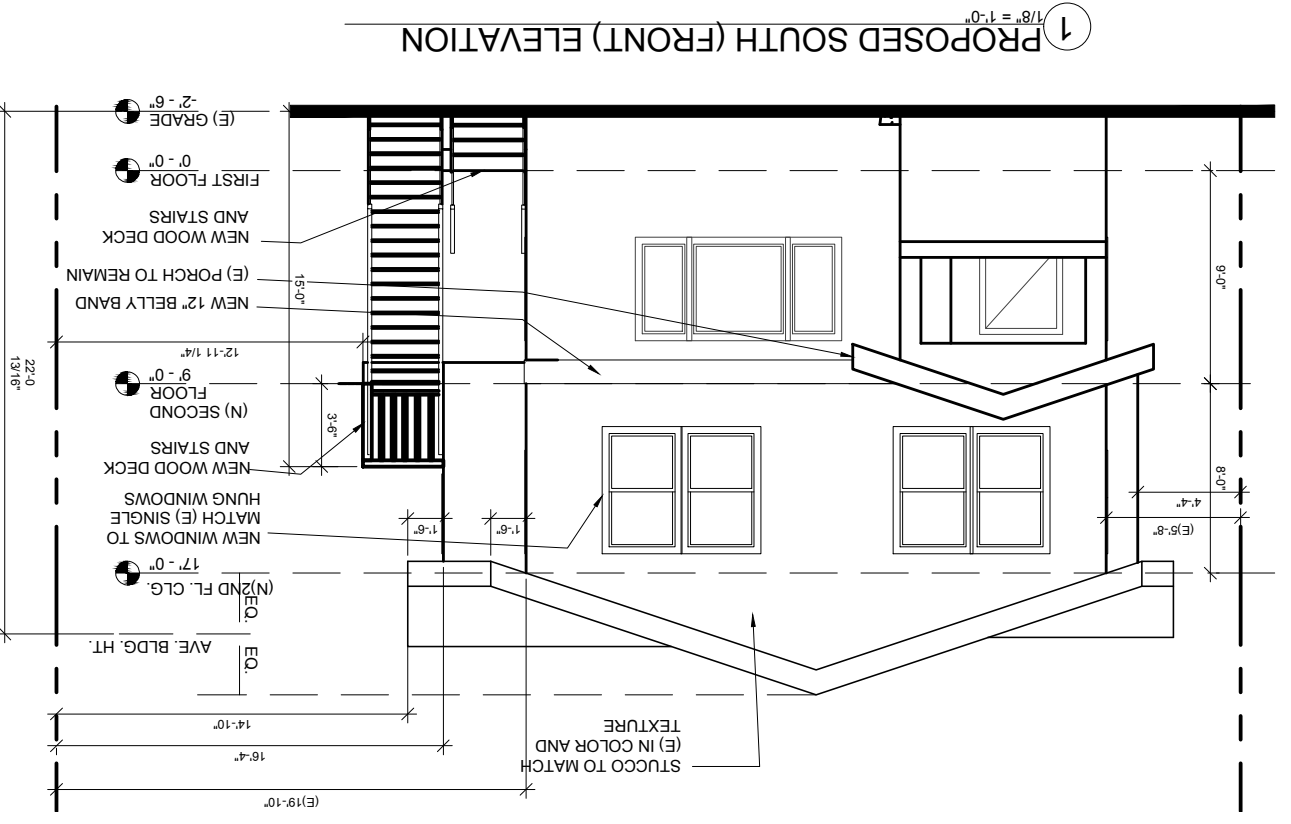 (E)19'-10"
16'-4"
14'-10"
STUCCO TO MATCH
(E) IN COLOR AND
TEXTURE
EQ.
AVE. BLDG. HT.
EQ.
(N)2ND FL. CLG.
17' - 0"
NEW WINDOWS TO
MATCH (E) SINGLE
HUNG WINDOWS
1'-6"
1'-6"
(E)5'-8"
4'-4"
8'-0"
NEW WOOD DECK
AND STAIRS
3'-6"
(N) SECOND
FLOOR
9' - 0"
22'-0
13/16"
12'-11 1/4"
NEW 12" BELLY BAND
15'-0"
(E) PORCH TO REMAIN
9'-0"
NEW WOOD DECK
AND STAIRS
FIRST FLOOR
0' - 0"
(E) GRADE
-2' - 6"
1
PROPOSED SOUTH (FRONT) ELEVATION
1/8" = 1'-0"